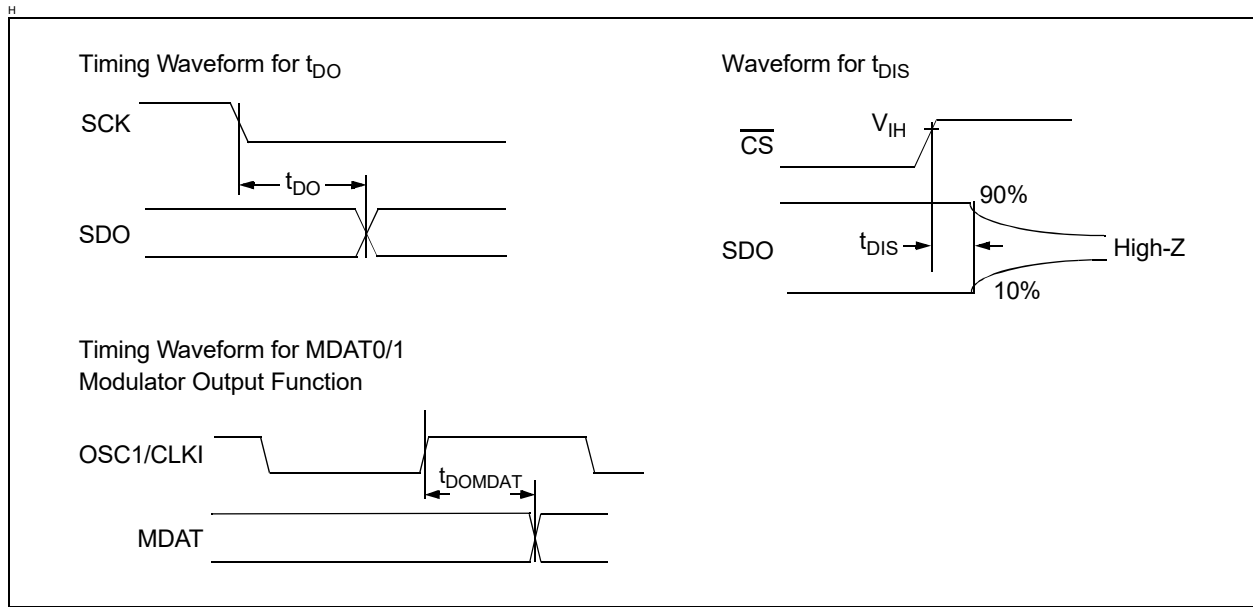 H
Timing Waveform for tDO
SCK
tDO
SDO
Waveform for tDIS
VIH
CS
90%
tDIS
SDO
High-Z
10%
Timing Waveform for MDAT0/1
Modulator Output Function
OSC1/CLKI
tDOMDAT
MDAT